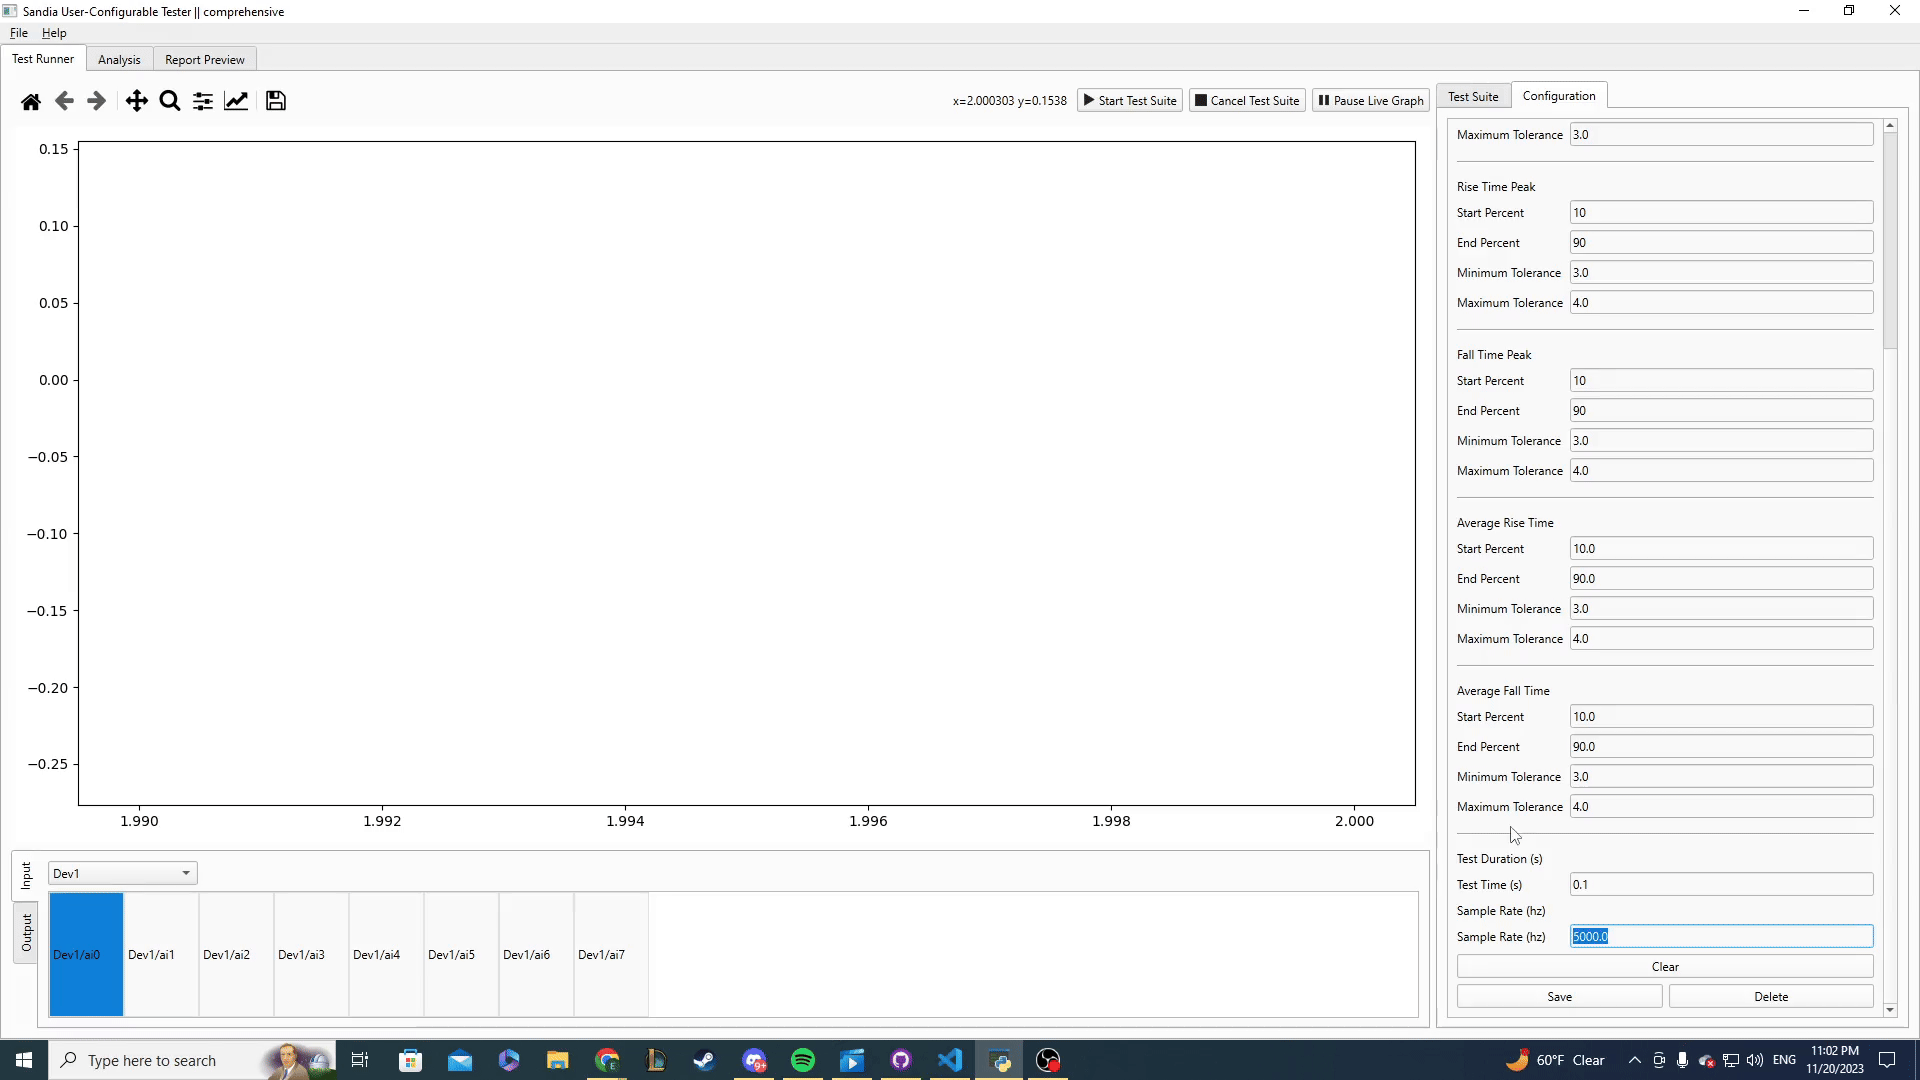 Sandia User-Configurable Tester || comprehensive
File Help
Test Runner Analysis Report Preview
x=2.000303 y=0.1538 Start Test Suite Cancel Test Suite Pause Live Graph
Test Suite Configuration
0.15
0.10
0.05
0.00
−0.05
−0.10
−0.15
−0.20
−0.25
1.990 1.992 1.994 1.996 1.998 2.000
Maximum Tolerance 3.0
Rise Time Peak
Start Percent 10
End Percent 90
Minimum Tolerance 3.0
Maximum Tolerance 4.0
Fall Time Peak
Start Percent 10
End Percent 90
Minimum Tolerance 3.0
Maximum Tolerance 4.0
Average Rise Time
Start Percent 10.0
End Percent 90.0
Minimum Tolerance 3.0
Maximum Tolerance 4.0
Average Fall Time
Start Percent 10.0
End Percent 90.0
Minimum Tolerance 3.0
Maximum Tolerance 4.0
Test Duration (s)
Test Time (s) 0.1
Sample Rate (hz)
Sample Rate (hz) 5000.0
Clear
Save Delete
Input
Output
Dev1
Dev1/ai0 Dev1/ai1 Dev1/ai2 Dev1/ai3 Dev1/ai4 Dev1/ai5 Dev1/ai6 Dev1/ai7
Type here to search
9+
60°F Clear
ENG
11:02 PM
11/20/2023